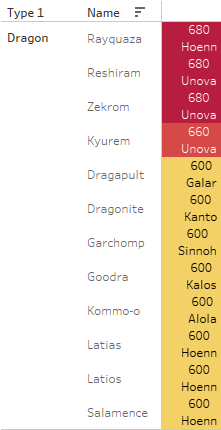 Type 1 Name
Dragon Rayquaza 680
Hoenn
Reshiram 680
Unova
Zekrom 680
Unova
Kyurem 660
Unova
Dragapult 600
Galar
Dragonite 600
Kanto
Garchomp 600
Sinnoh
Goodra 600
Kalos
Kommo-o 600
Alola
Latias 600
Hoenn
Latios 600
Hoenn
Salamence 600
Hoenn